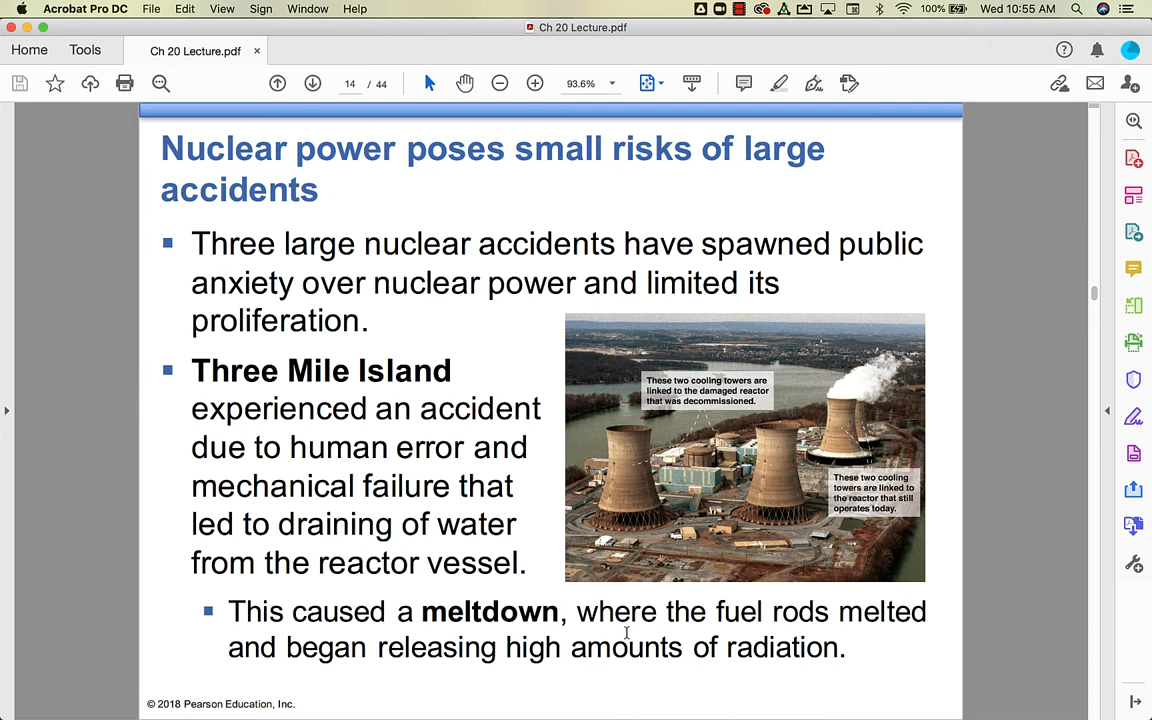 Acrobat Pro DC File Edit View Sign Window Help 100% Wed 10:55 AM
Ch 20 Lecture.pdf
Home Tools Ch 20 Lecture.pdf ×
14 / 44 93.6%
Nuclear power poses small risks of large
accidents
Three large nuclear accidents have spawned public
anxiety over nuclear power and limited its
proliferation.
Three Mile Island
experienced an accident
due to human error and
mechanical failure that
led to draining of water
from the reactor vessel.
These two cooling towers are
linked to the damaged reactor
that was decommissioned.
These two cooling
towers are linked to
the reactor that still
operates today.
This caused a meltdown, where the fuel rods melted
and began releasing high amounts of radiation.
© 2018 Pearson Education, Inc.